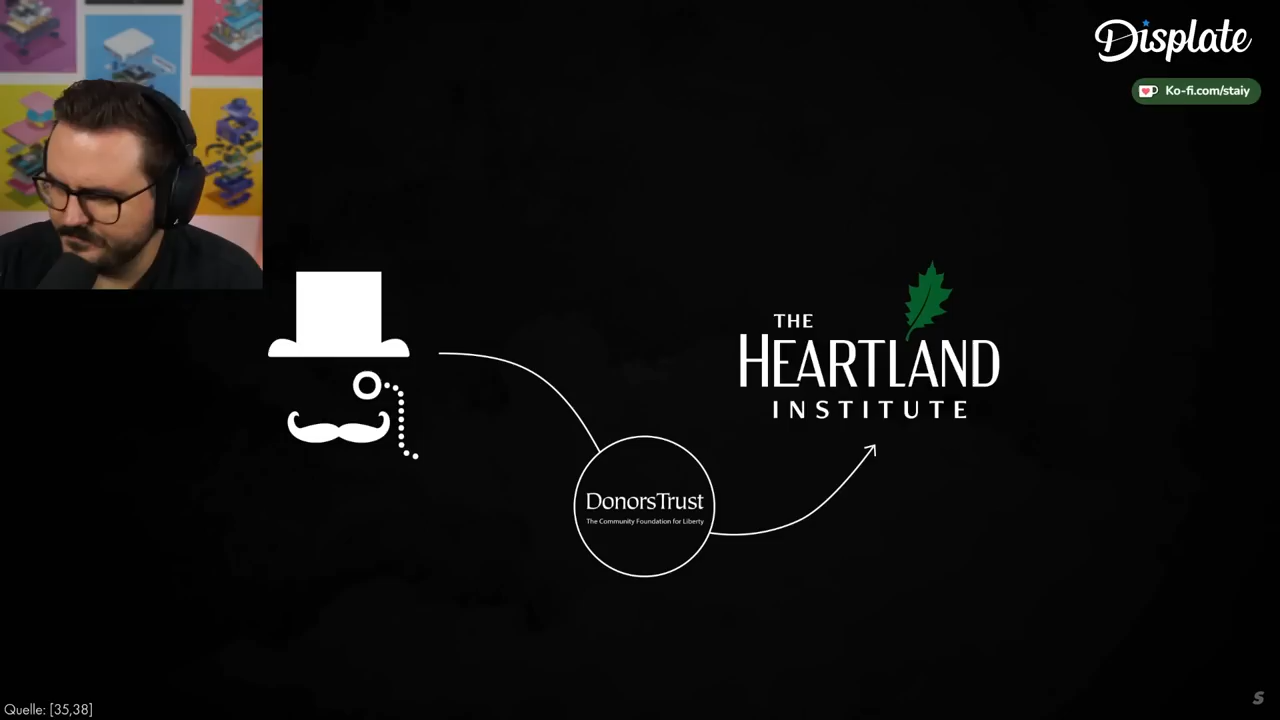 Displate
Ko-fi.com/staiy
THE
HEARTLAND
INSTITUTE
DonorsTrust
The Community Foundation for Liberty
Quelle: [35,38]
S